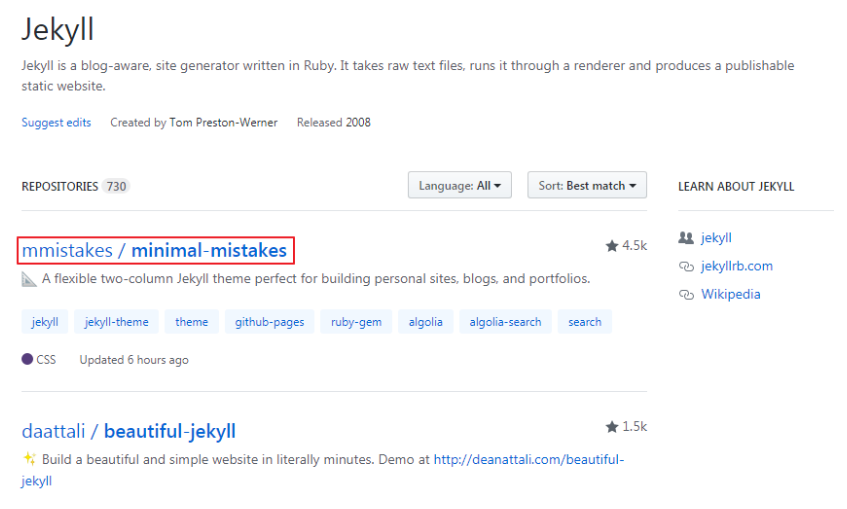 Jekyll
Jekyll is a blog-aware, site generator written in Ruby. It takes raw text files, runs it through a renderer and produces a publishable
static website.
Suggest edits Created by Tom Preston-Werner Released 2008
REPOSITORIES 730 Language: All Sort: Best match
mmistakes / minimal-mistakes 4.5k
A flexible two-column Jekyll theme perfect for building personal sites, blogs, and portfolios.
jekyll jekyll-theme theme github-pages ruby-gem algolia algolia-search search
CSS Updated 6 hours ago
daattali / beautiful-jekyll 1.5k
Build a beautiful and simple website in literally minutes. Demo at http://deanattali.com/beautiful-
jekyll
LEARN ABOUT JEKYLL
jekyll
jekyllrb.com
Wikipedia